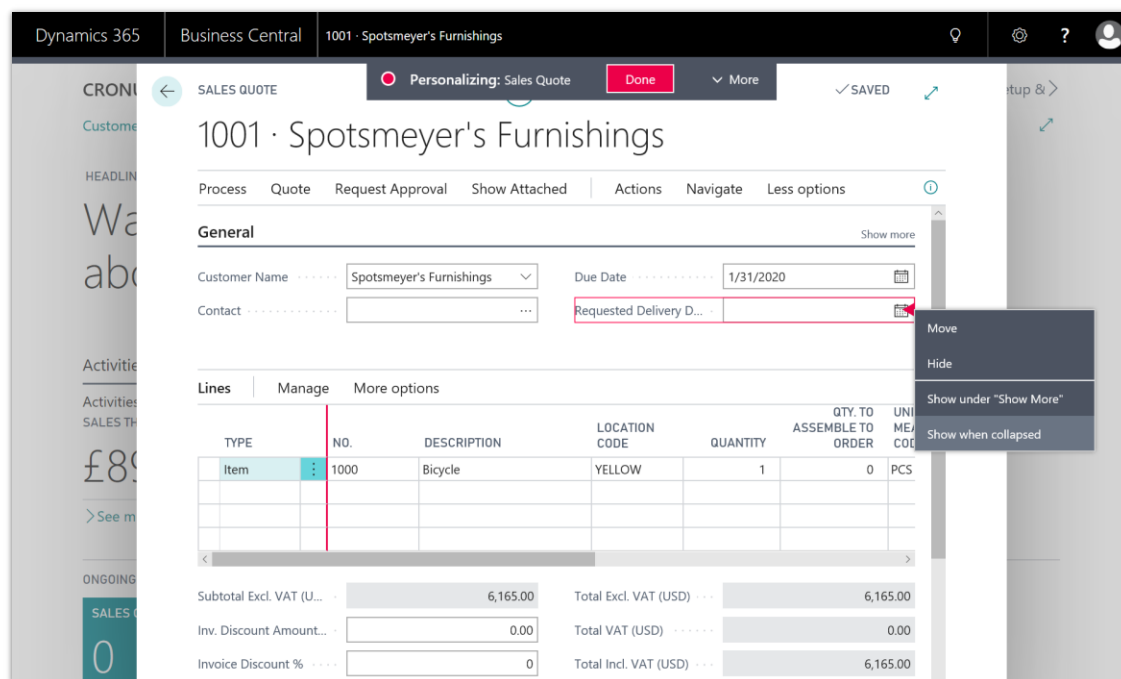 Dynamics 365 Business Central 1001 · Spotsmeyer's Furnishings ?
Personalizing: Sales Quote Done More
CRONU
SALES QUOTE
SAVED
etup &
Custome
1001 · Spotsmeyer's Furnishings
HEADLIN
Process Quote Request Approval Show Attached Actions Navigate Less options
Wa
abo
General Show more
Customer Name Spotsmeyer's Furnishings Due Date 1/31/2020
Contact ... Requested Delivery D...
Move
Hide
Show under "Show More"
Show when collapsed
Activitie
Activities
SALES TH
£89
See m
Lines Manage More options
TYPE NO. DESCRIPTION LOCATION CODE QUANTITY QTY. TO ASSEMBLE TO ORDER UNI MEA COD
Item 1000 Bicycle YELLOW 1 0 PCS
ONGOING
SALES
0
Subtotal Excl. VAT (U... 6,165.00 Total Excl. VAT (USD) 6,165.00
Inv. Discount Amount... 0.00 Total VAT (USD) 0.00
Invoice Discount % 0 Total Incl. VAT (USD) 6,165.00